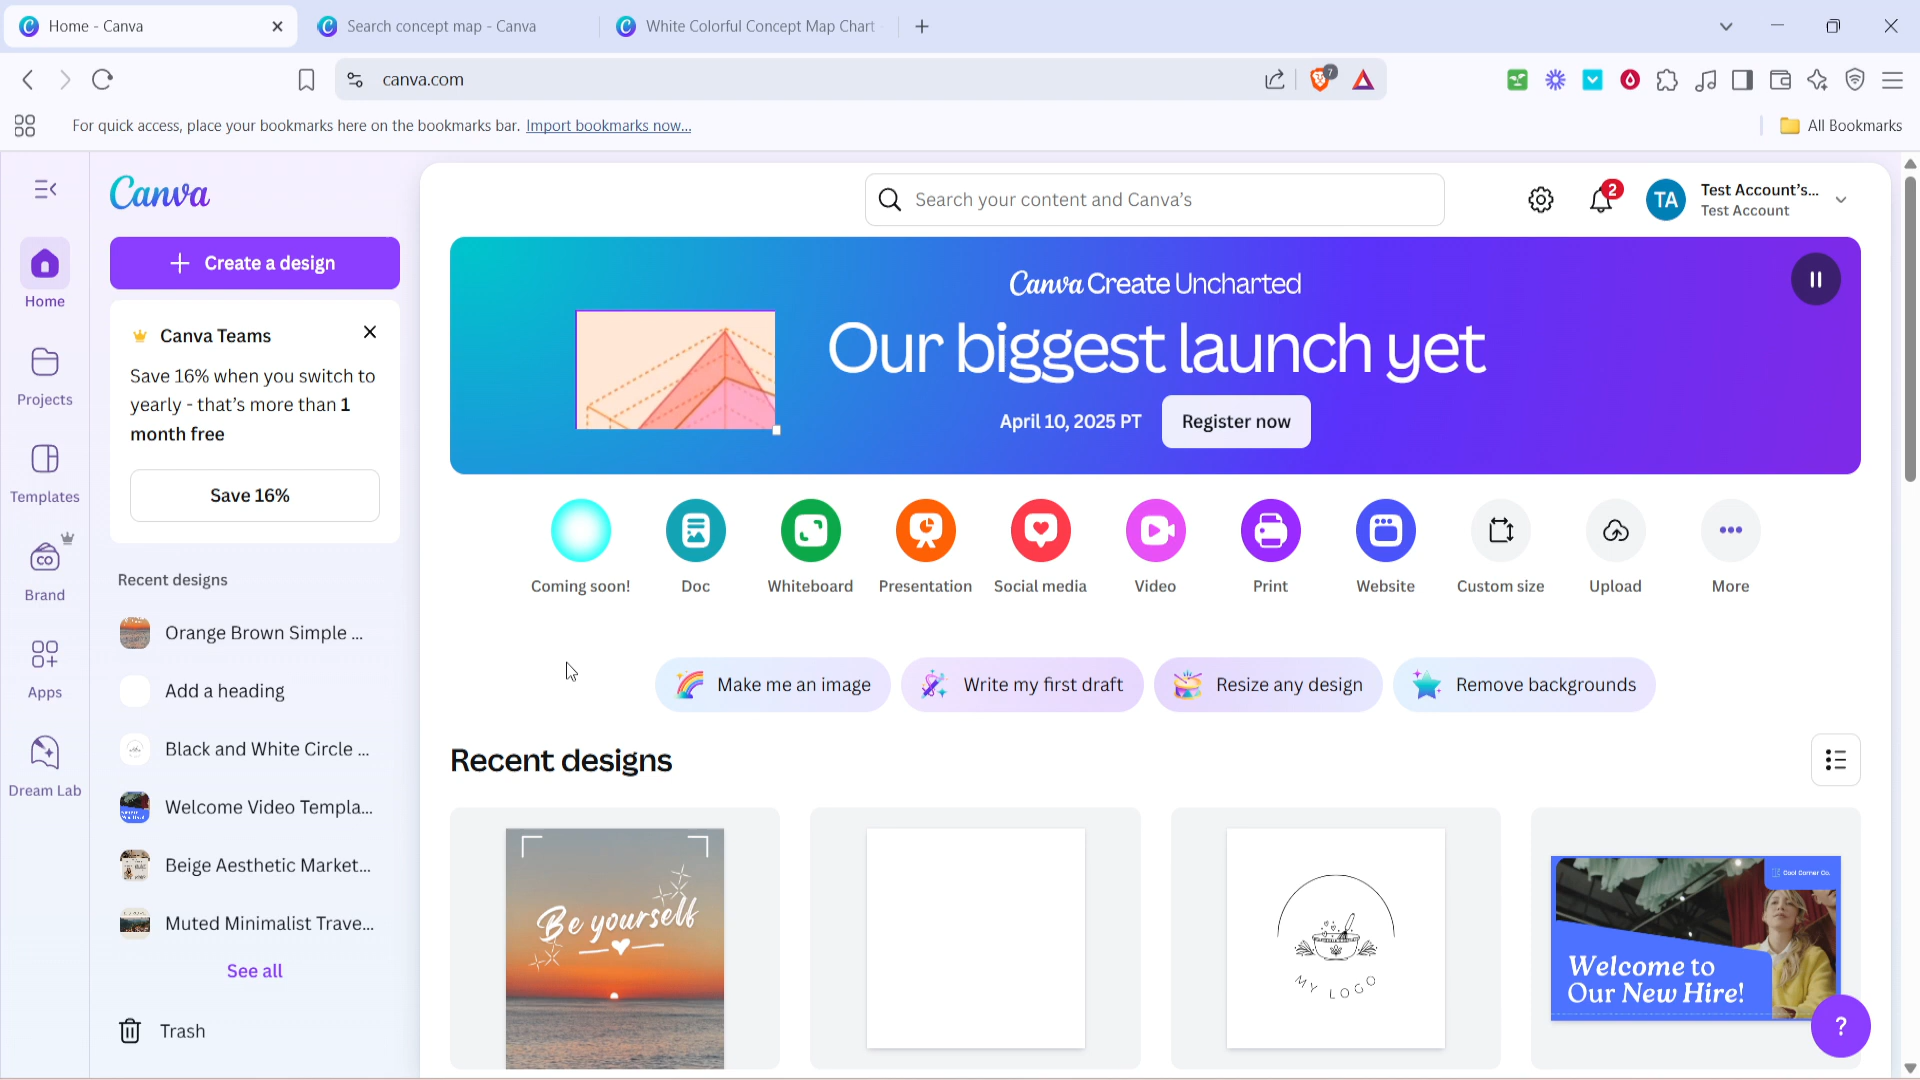 Home - Canva
Search concept map - Canva
White Colorful Concept Map Chart
canva.com
7
For quick access, place your bookmarks here on the bookmarks bar. Import bookmarks now...
All Bookmarks
Canva
Search your content and Canva's
2
TA
Test Account's...
Test Account
Create a design
Home
Canva Teams
Save 16% when you switch to
yearly - that's more than 1
month free
Save 16%
Projects
Templates
CO
Brand
Apps
Dream Lab
Canva Create Uncharted
Our biggest launch yet
April 10, 2025 PT
Register now
Coming soon!
Doc
Whiteboard
Presentation
Social media
Video
Print
Website
Custom size
Upload
More
Make me an image
Write my first draft
Resize any design
Remove backgrounds
Recent designs
Orange Brown Simple ...
Add a heading
Black and White Circle ...
Welcome Video Templa...
Beige Aesthetic Market...
Muted Minimalist Trave...
See all
Trash
Recent designs
Be yourself
MY LOGO
Cool Corner Co.
Welcome to
Our New Hire!
?